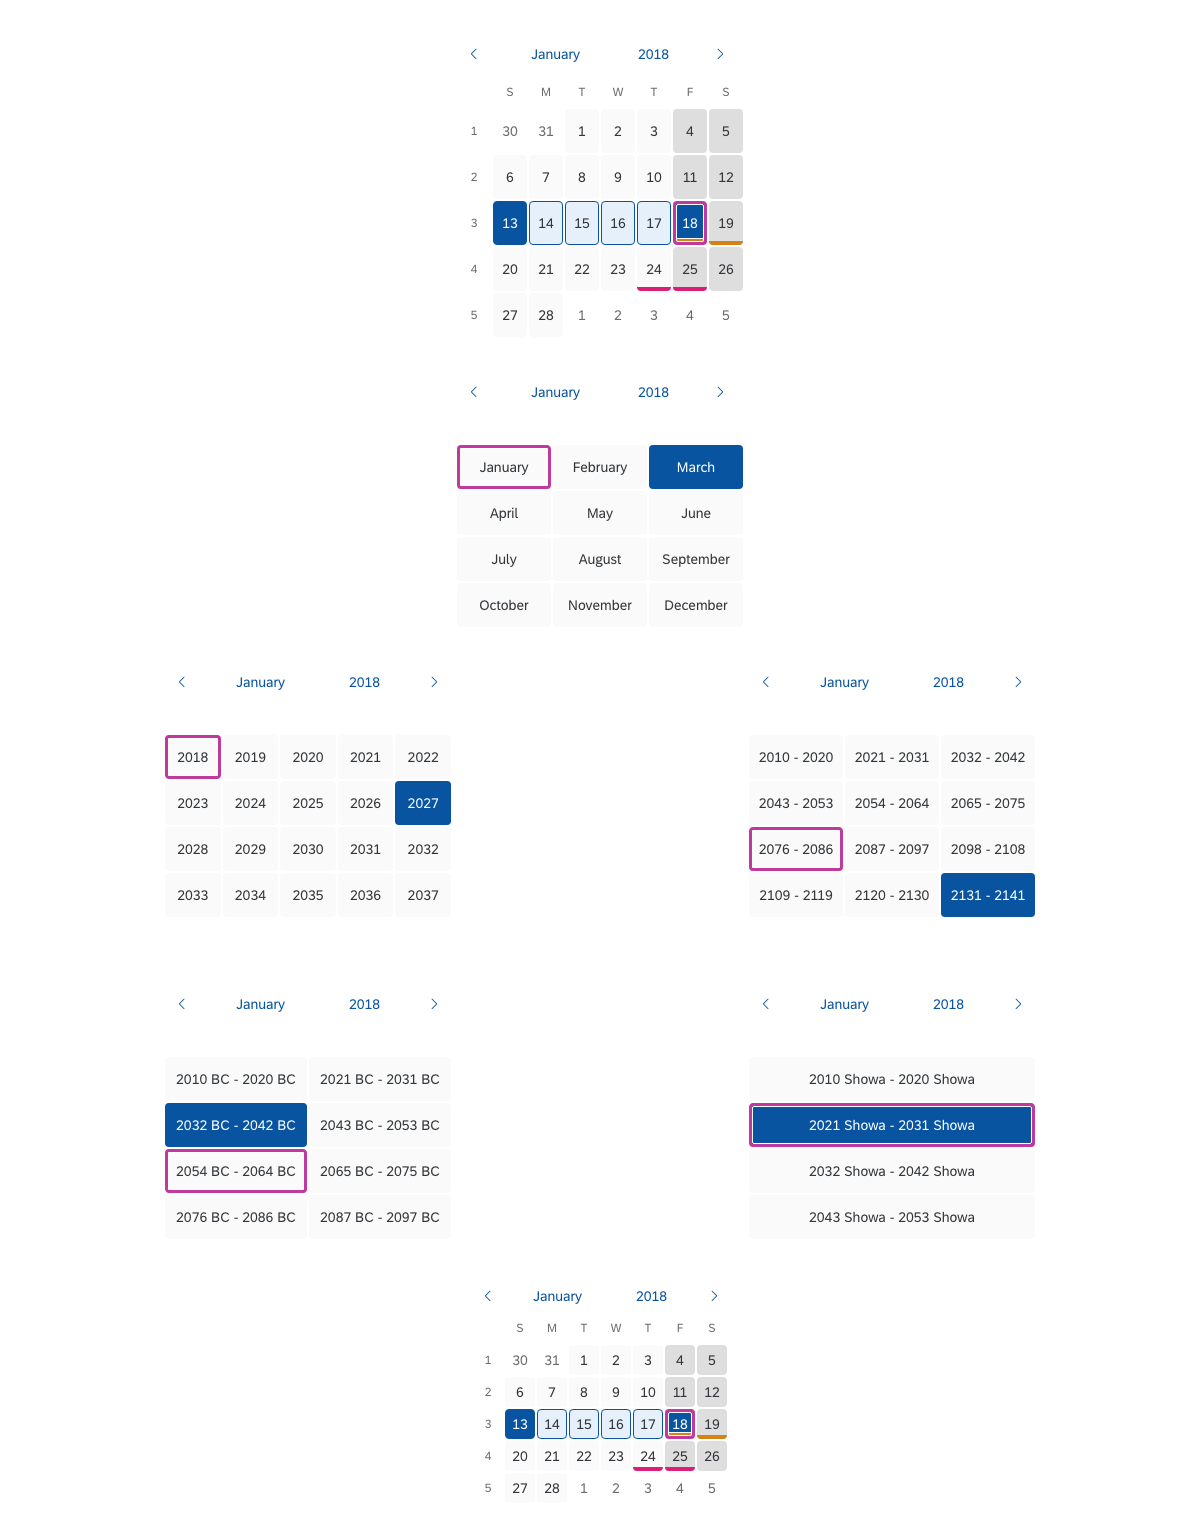 January 2018
S M T W T F S
1 30 31 1 2 3 4 5
2 6 7 8 9 10 11 12
3 13 14 15 16 17 18 19
4 20 21 22 23 24 25 26
5 27 28 1 2 3 4 5
January 2018
January February March
April May June
July August September
October November December
January 2018
2018 2019 2020 2021 2022
2023 2024 2025 2026 2027
2028 2029 2030 2031 2032
2033 2034 2035 2036 2037
January 2018
2010 - 2020 2021 - 2031 2032 - 2042
2043 - 2053 2054 - 2064 2065 - 2075
2076 - 2086 2087 - 2097 2098 - 2108
2109 - 2119 2120 - 2130 2131 - 2141
January 2018
2010 BC - 2020 BC 2021 BC - 2031 BC
2032 BC - 2042 BC 2043 BC - 2053 BC
2054 BC - 2064 BC 2065 BC - 2075 BC
2076 BC - 2086 BC 2087 BC - 2097 BC
January 2018
2010 Showa - 2020 Showa
2021 Showa - 2031 Showa
2032 Showa - 2042 Showa
2043 Showa - 2053 Showa
January 2018
S M T W T F S
1 30 31 1 2 3 4 5
2 6 7 8 9 10 11 12
3 13 14 15 16 17 18 19
4 20 21 22 23 24 25 26
5 27 28 1 2 3 4 5